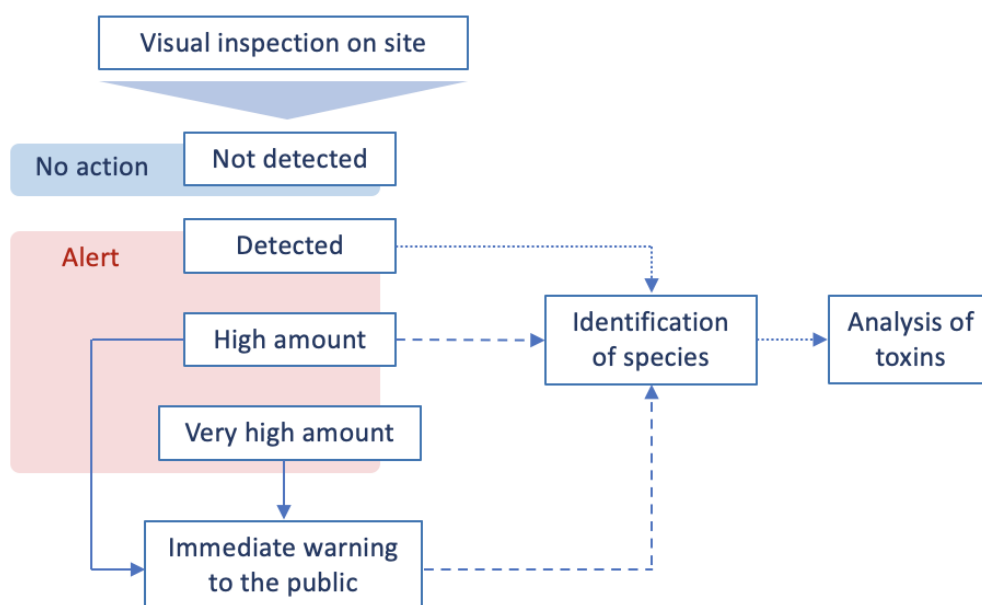 Visual inspection on site
No action
Not detected
Alert
Detected
High amount
Identification
of species
Analysis of
toxins
Very high amount
Immediate warning
to the public